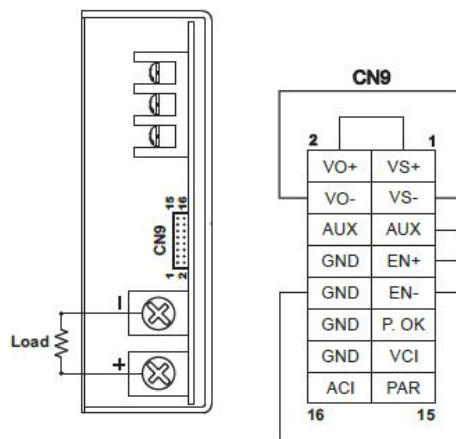 15 16
CN9
1 2
−
Load
+
CN9
2 1
VO+ VS+
VO- VS-
AUX AUX
GND EN+
GND EN-
GND P. OK
GND VCI
ACI PAR
16 15